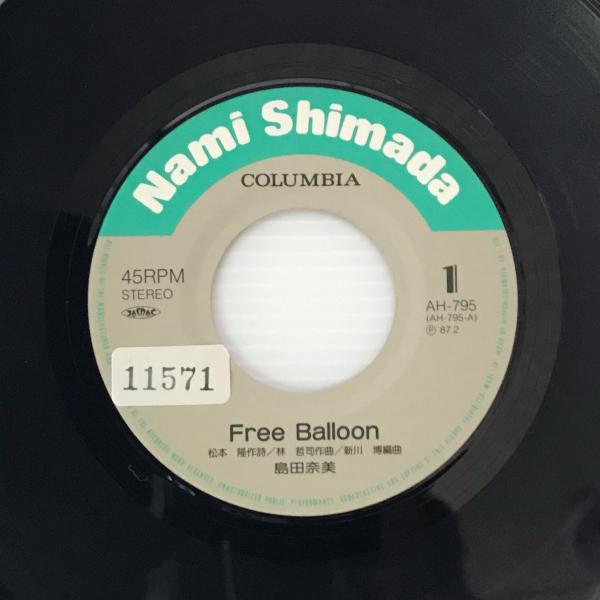 Nami Shimada
COLUMBIA
45RPM
STEREO
JASRAC
1
AH-795
(AH-795-A)
Ⓟ '87.2
11571
Free Balloon
松本 隆作詩/林 哲司作曲/新川 博編曲
島田奈美